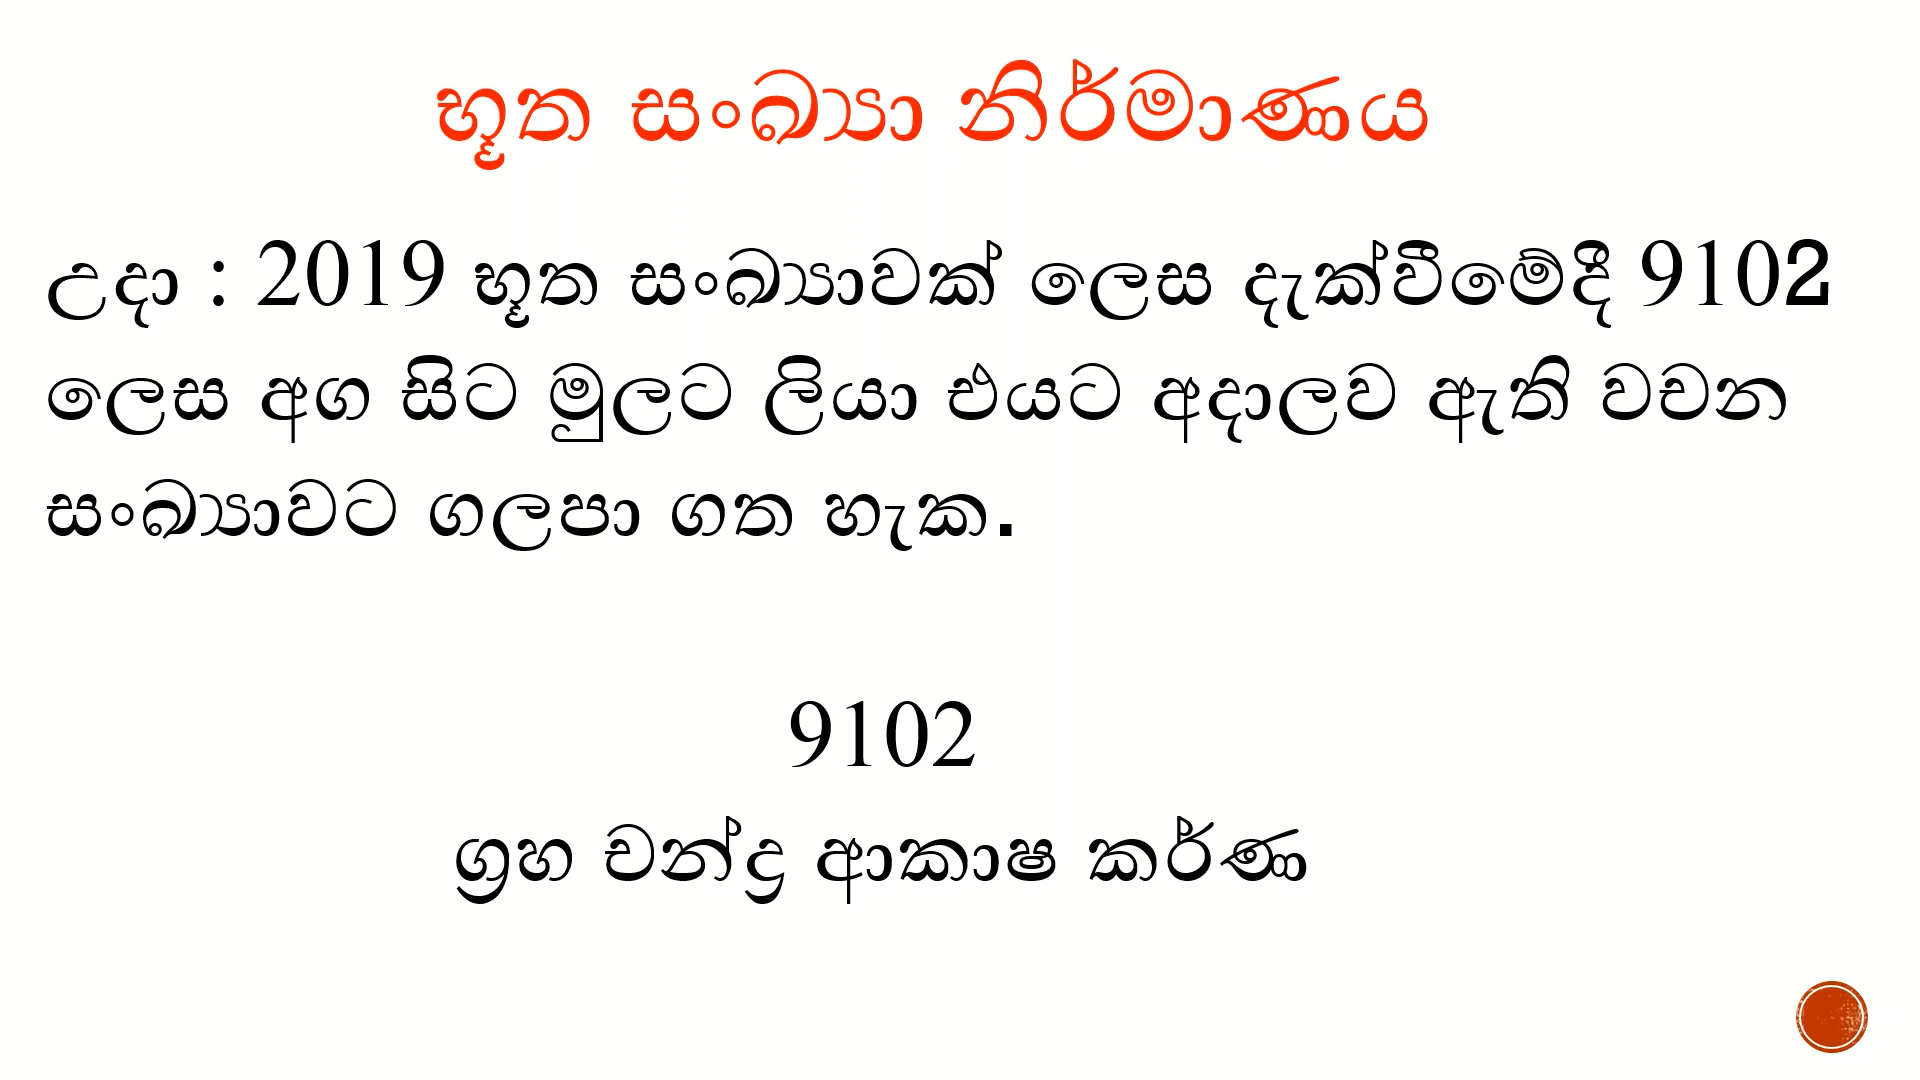 භූත සංඛ්‍යා නිර්මාණය
උදා : 2019 භූත සංඛ්‍යාවක් ලෙස දැක්වීමේදී 9102
ලෙස අග සිට මුලට ලියා එයට අදාලව ඇති වචන
සංඛ්‍යාවට ගලපා ගත හැක.
9102
ග්‍රහ චන්ද්‍ර ආකාෂ කර්ණ